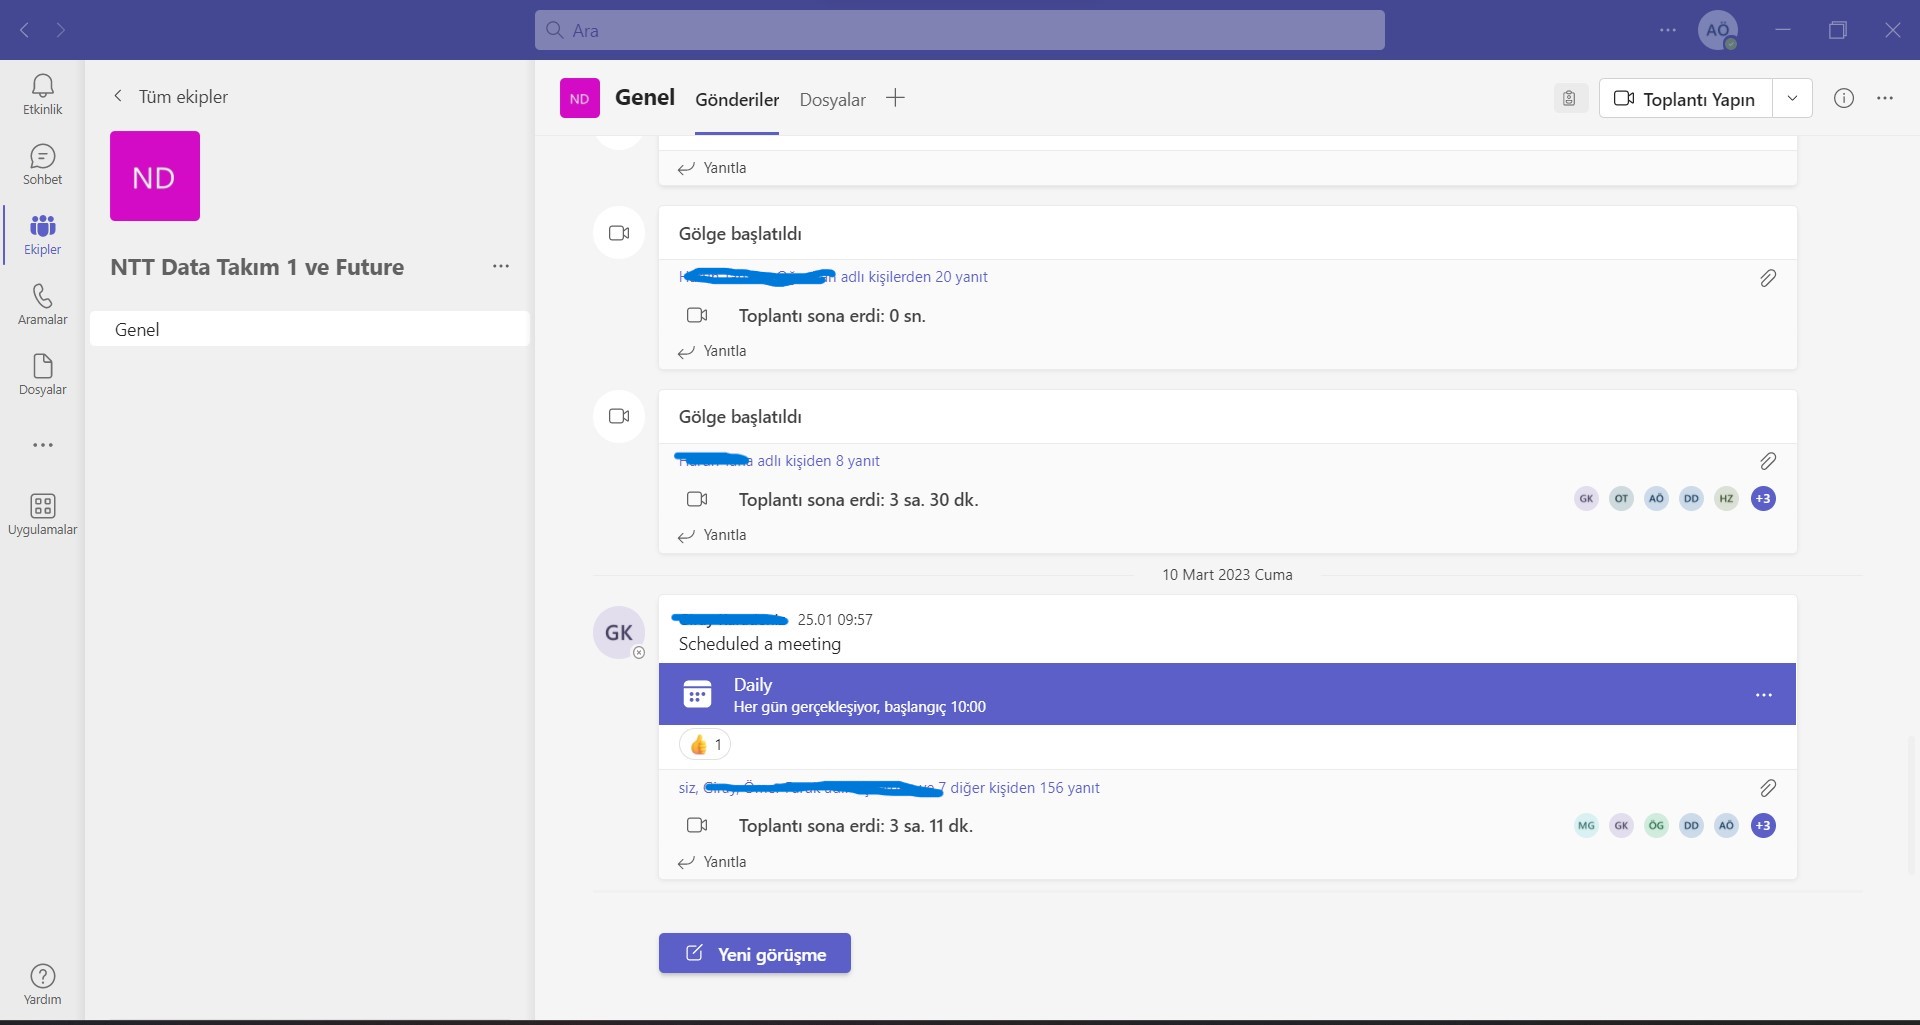 Ara
AÖ
Etkinlik
Sohbet
Ekipler
Aramalar
Dosyalar
Uygulamalar
Yardım
Tüm ekipler
ND
NTT Data Takım 1 ve Future
Genel
ND Genel Gönderiler Dosyalar
Toplantı Yapın
Yanıtla
Gölge başlatıldı
adlı kişilerden 20 yanıt
Toplantı sona erdi: 0 sn.
Yanıtla
Gölge başlatıldı
adlı kişiden 8 yanıt
Toplantı sona erdi: 3 sa. 30 dk.
GK OT AÖ DD HZ +3
Yanıtla
10 Mart 2023 Cuma
GK
25.01 09:57
Scheduled a meeting
Daily
Her gün gerçekleşiyor, başlangıç 10:00
👍 1
siz, 7 diğer kişiden 156 yanıt
Toplantı sona erdi: 3 sa. 11 dk.
MG GK ÖG DD AÖ +3
Yanıtla
Yeni görüşme